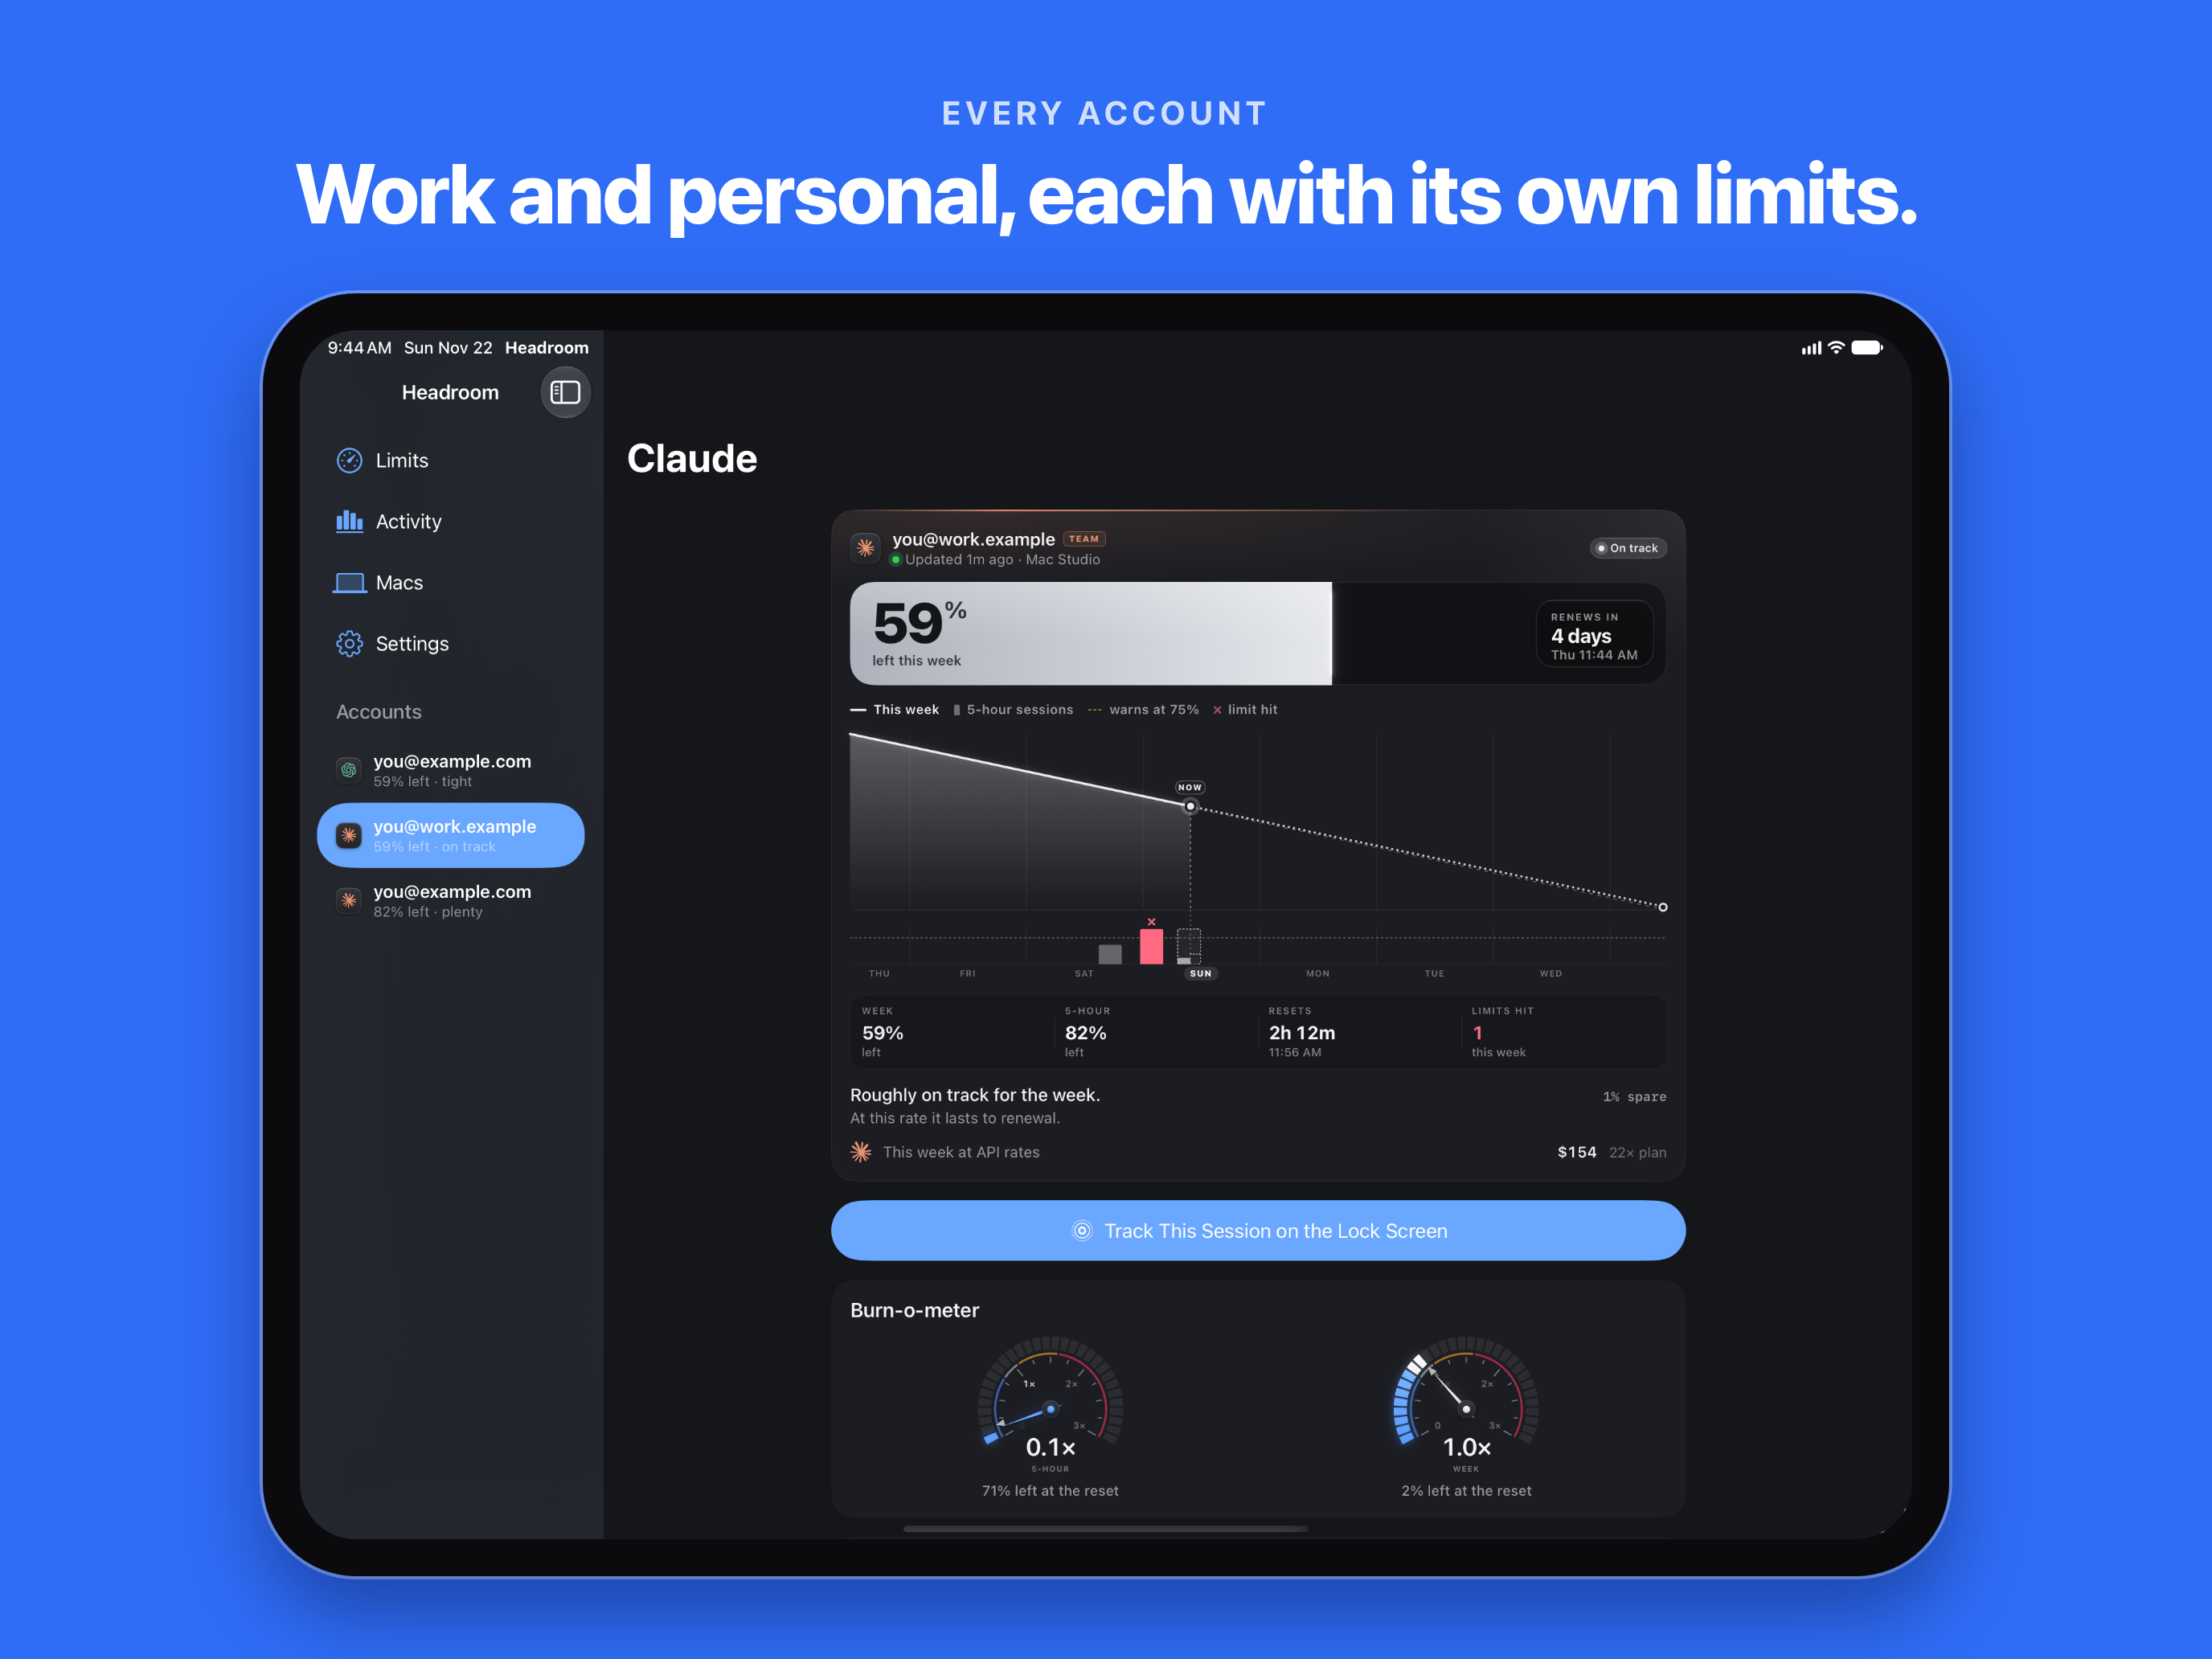 EVERY ACCOUNT
Work and personal, each with its own limits.
9:44 AM Sun Nov 22 Headroom
Headroom
Limits
Activity
Macs
Settings
Accounts
you@example.com
59% left · tight
you@work.example
59% left · on track
you@example.com
82% left · plenty
Claude
you@work.example TEAM
Updated 1m ago · Mac Studio
On track
59%
left this week
RENEWS IN
4 days
Thu 11:44 AM
This week 5-hour sessions warns at 75% × limit hit
NOW
×
THU FRI SAT SUN MON TUE WED
WEEK
59%
left
5-HOUR
82%
left
RESETS
2h 12m
11:56 AM
LIMITS HIT
1
this week
Roughly on track for the week.
1% spare
At this rate it lasts to renewal.
This week at API rates
$154 22× plan
Track This Session on the Lock Screen
Burn-o-meter
1× 2×
3×
0.1×
5-HOUR
71% left at the reset
2×
0 3×
1.0×
WEEK
2% left at the reset